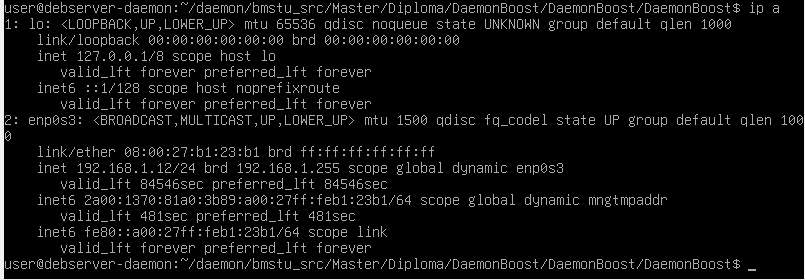 user@debserver-daemon:~/daemon/bmstu_src/Master/Diploma/DaemonBoost/DaemonBoost/DaemonBoost$ ip a
1: lo: <LOOPBACK,UP,LOWER_UP> mtu 65536 qdisc noqueue state UNKNOWN group default qlen 1000
    link/loopback 00:00:00:00:00:00 brd 00:00:00:00:00:00
    inet 127.0.0.1/8 scope host lo
       valid_lft forever preferred_lft forever
    inet6 ::1/128 scope host noprefixroute
       valid_lft forever preferred_lft forever
2: enp0s3: <BROADCAST,MULTICAST,UP,LOWER_UP> mtu 1500 qdisc fq_codel state UP group default qlen 100
0
    link/ether 08:00:27:b1:23:b1 brd ff:ff:ff:ff:ff:ff
    inet 192.168.1.12/24 brd 192.168.1.255 scope global dynamic enp0s3
       valid_lft 84546sec preferred_lft 84546sec
    inet6 2a00:1370:81a0:3b89:a00:27ff:feb1:23b1/64 scope global dynamic mngtmpaddr
       valid_lft 481sec preferred_lft 481sec
    inet6 fe80::a00:27ff:feb1:23b1/64 scope link
       valid_lft forever preferred_lft forever
user@debserver-daemon:~/daemon/bmstu_src/Master/Diploma/DaemonBoost/DaemonBoost/DaemonBoost$ _